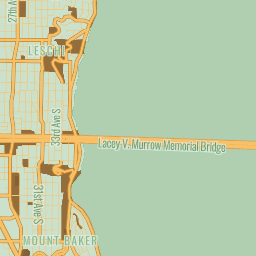 27th A
LESCHI
33rd Ave S
Lacey V. Murrow Memorial Bridge
31st Ave S
MOUNT BAKER